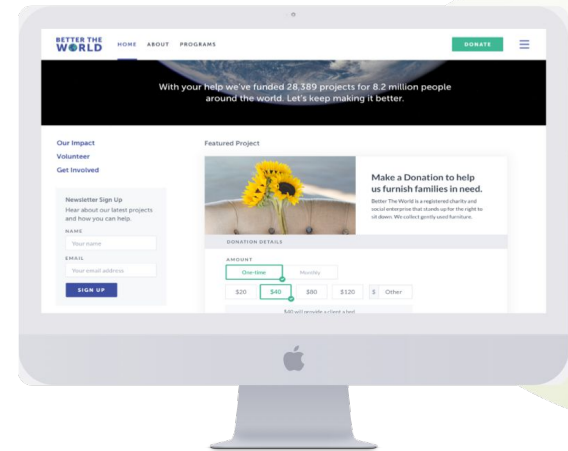 BETTER THE
WORLD
HOME ABOUT PROGRAMS
DONATE
With your help we've funded 28,389 projects for 8.2 million people
around the world. Let's keep making it better.
Our Impact
Volunteer
Get Involved
Newsletter Sign Up
Hear about our latest projects
and how you can help.
NAME
Your name
EMAIL
Your email address
SIGN UP
Featured Project
Make a Donation to help
us furnish families in need.
Better The World is a registered charity and
social enterprise that stands up for the right to
sit down. We collect gently used furniture.
DONATION DETAILS
AMOUNT
One-time Monthly
$20 $40 $80 $120 $ Other
will provide a client a bed